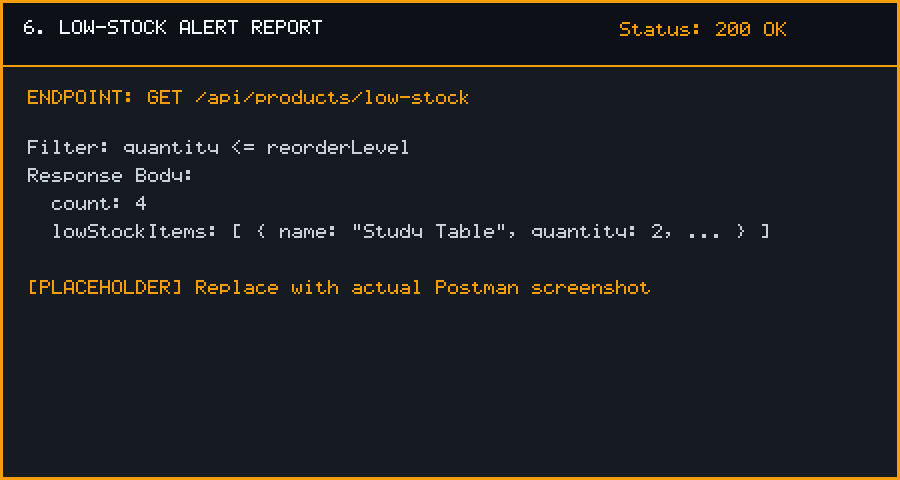 6. LOW-STOCK ALERT REPORT
Status: 200 OK
ENDPOINT: GET /api/products/low-stock
Filter: quantity <= reorderLevel
Response Body:
count: 4
lowStockItems: [ { name: "Study Table", quantity: 2, ... } ]
[PLACEHOLDER] Replace with actual Postman screenshot